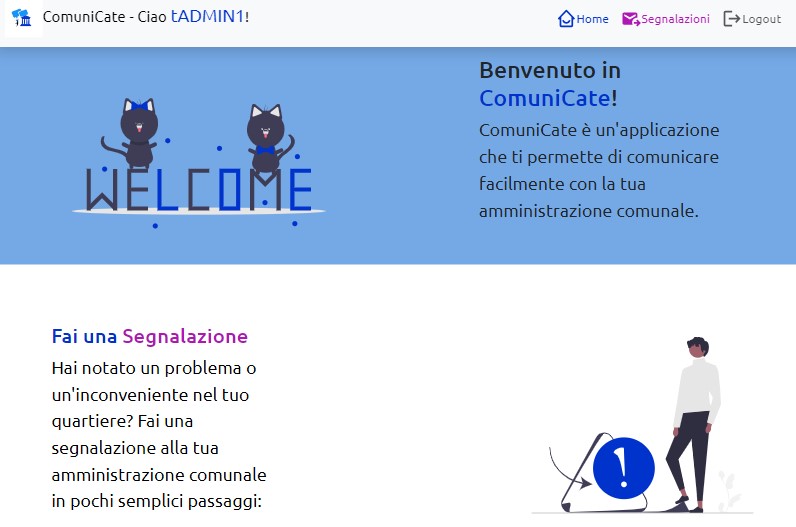 ComuniCate - Ciao tADMIN1!
Home Segnalazioni Logout
WELCOME
Benvenuto in
ComuniCate!
ComuniCate è un'applicazione
che ti permette di comunicare
facilmente con la tua
amministrazione comunale.
Fai una Segnalazione
Hai notato un problema o
un'inconveniente nel tuo
quartiere? Fai una
segnalazione alla tua
amministrazione comunale
in pochi semplici passaggi:
!